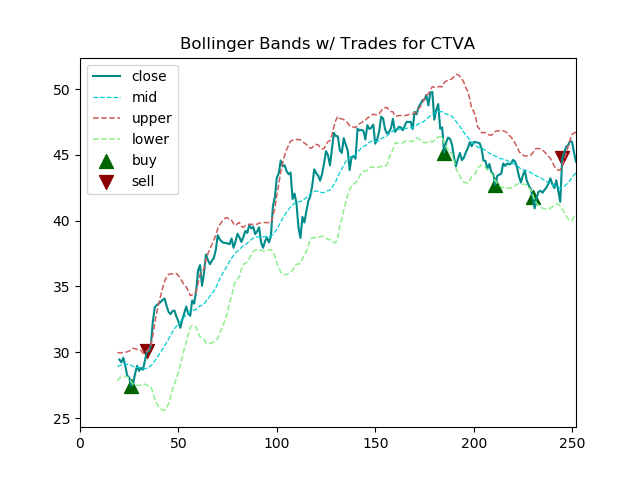 Bollinger Bands w/ Trades for CTVA
close
mid
upper
lower
buy
sell
50
45
40
35
30
25
0 50 100 150 200 250